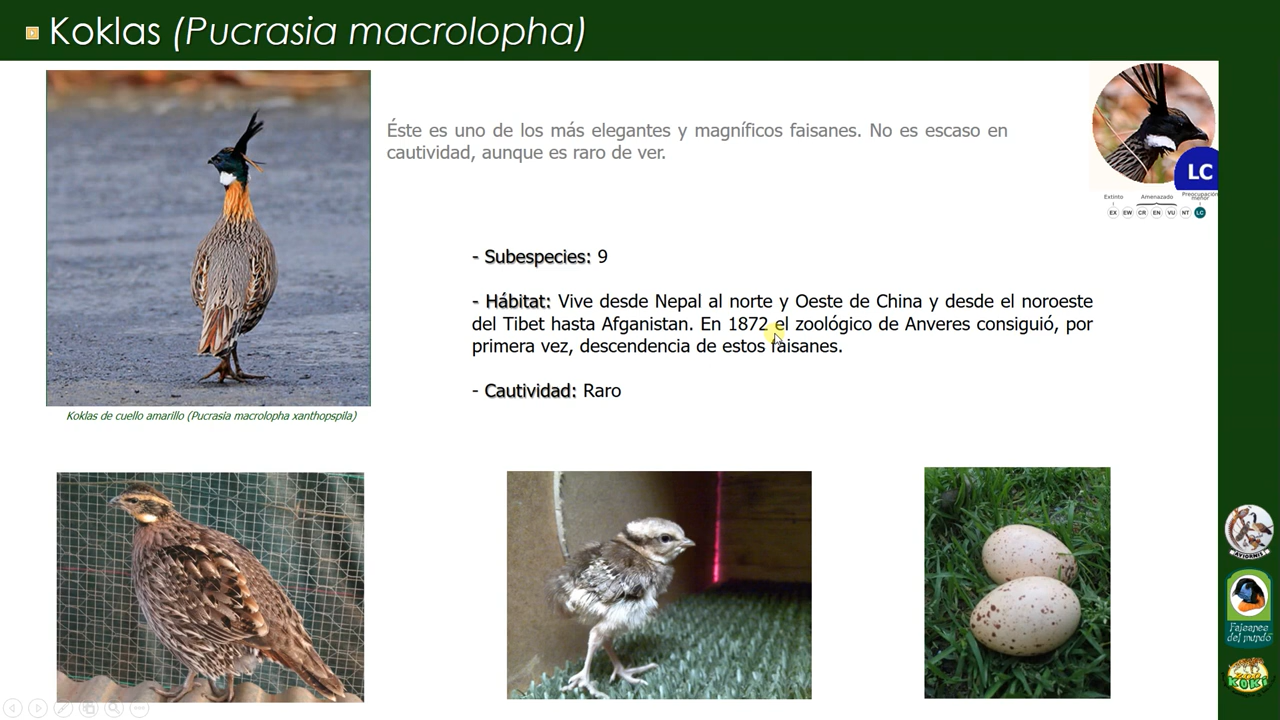 Koklas (Pucrasia macrolopha)
Éste es uno de los más elegantes y magníficos faisanes. No es escaso en
cautividad, aunque es raro de ver.
LC
Extinto
Amenazado
Preocupación
menor
EX EW CR EN VU NT LC
- Subespecies: 9
- Hábitat: Vive desde Nepal al norte y Oeste de China y desde el noroeste
del Tibet hasta Afganistan. En 1872 el zoológico de Anveres consiguió, por
primera vez, descendencia de estos faisanes.
- Cautividad: Raro
Koklas de cuello amarillo (Pucrasia macrolopha xanthopspila)
AVIORNIS
Faisanes
del mundo
KOKI